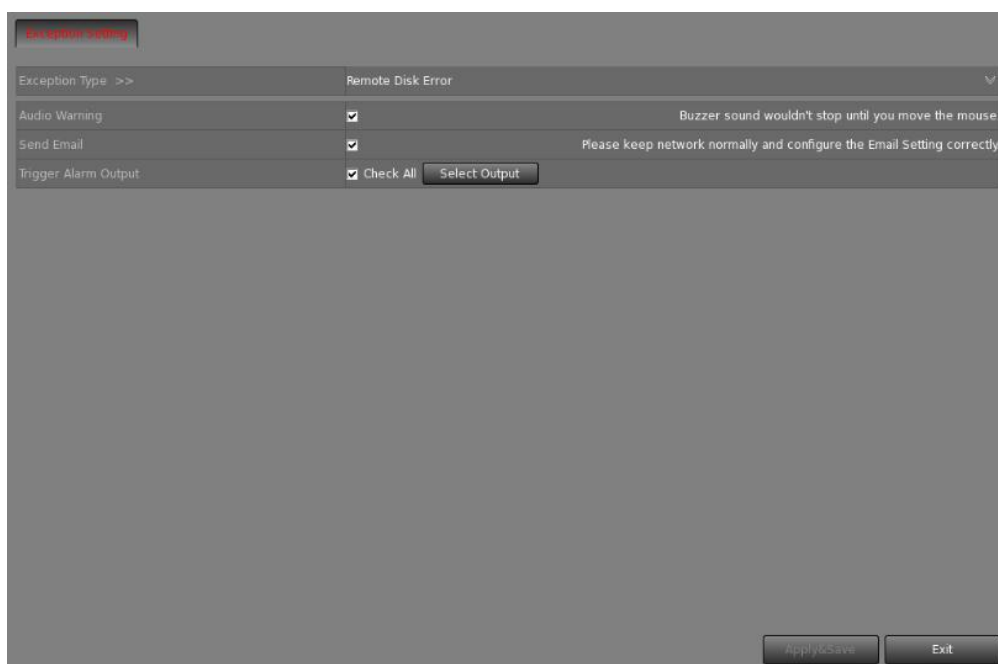 Exception Setting
Exception Type >> Remote Disk Error
Audio Warning Buzzer sound wouldn't stop until you move the mouse
Send Email Please keep network normally and configure the Email Setting correctly
Trigger Alarm Output Check All Select Output
Apply&Save Exit